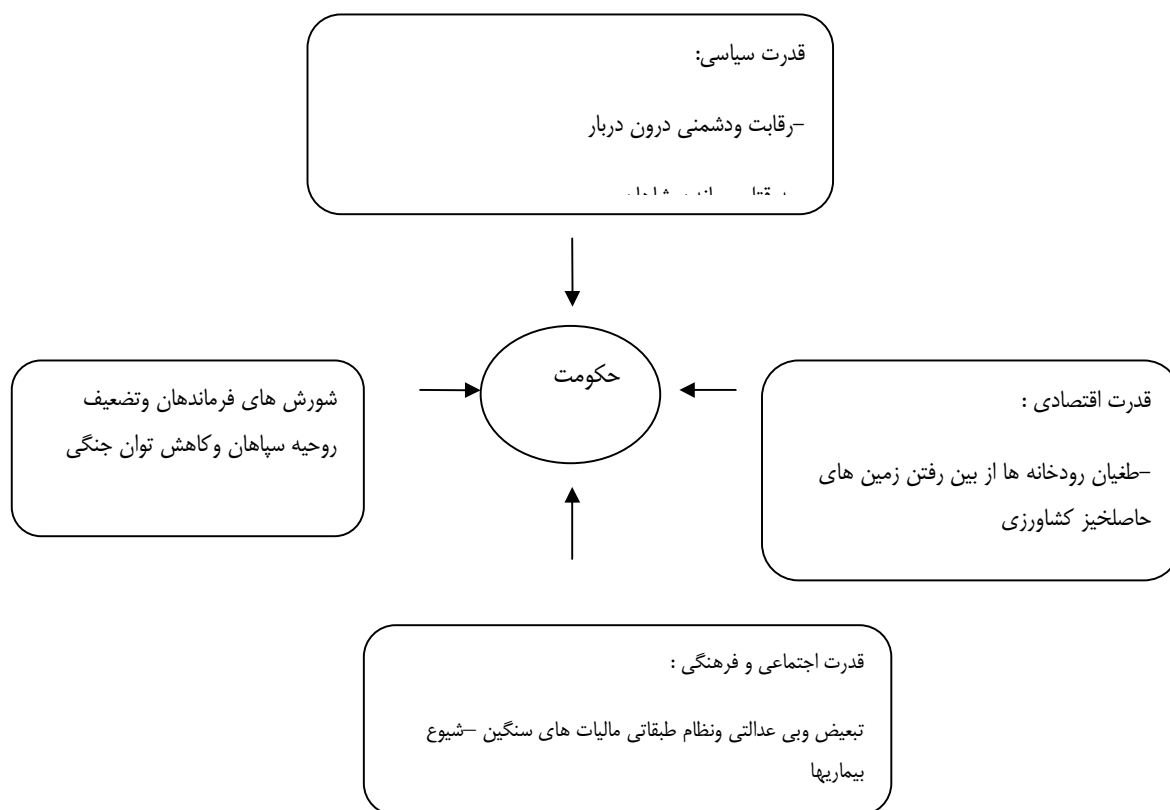 قدرت سیاسی:
–رقابت ودشمنی درون دربار
حکومت
قدرت اقتصادی :
–طغیان رودخانه ها از بین رفتن زمین های
حاصلخیز کشاورزی
شورش های فرماندهان وتضعیف
روحیه سپاهان وکاهش توان جنگی
قدرت اجتماعی و فرهنگی :
تبعیض وبی عدالتی ونظام طبقاتی مالیات های سنگین –شیوع
بیماریها